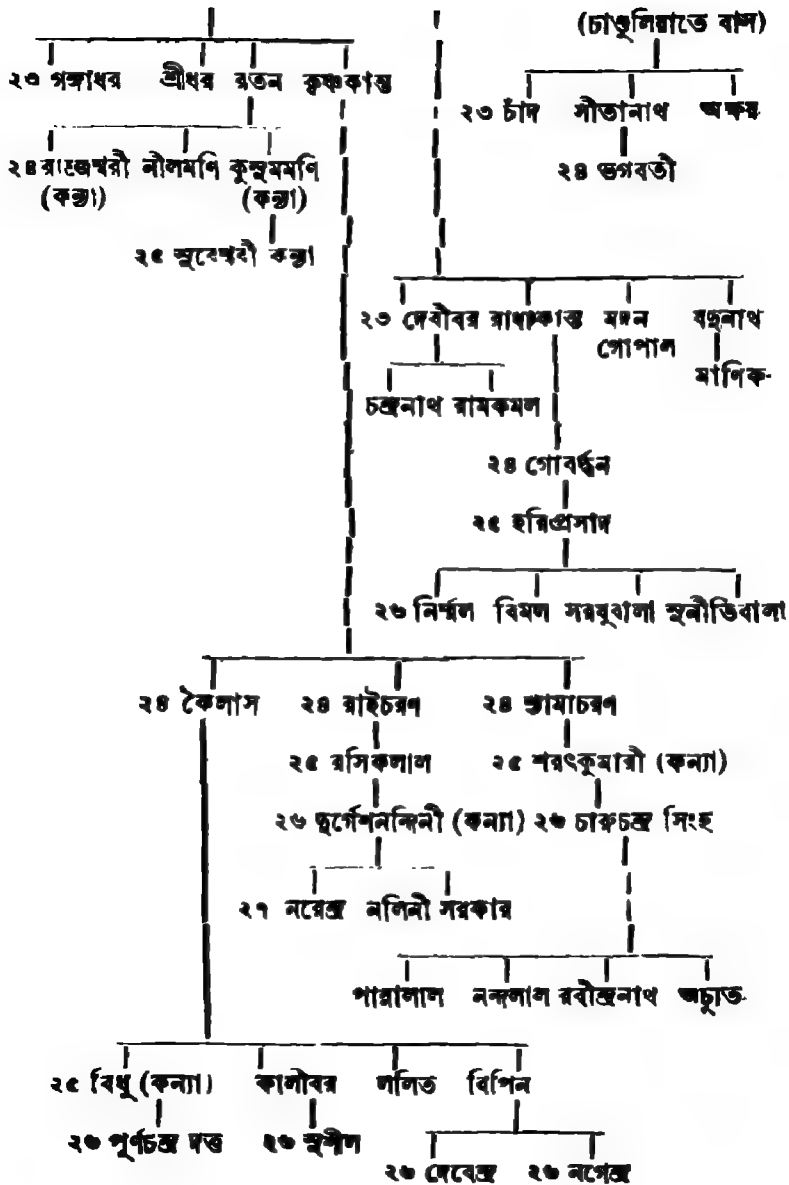 (চাণ্ডুলিয়াতে বাস)
২৩ গঙ্গাধর শ্রীধর রতন কৃষ্ণকান্ত
২৩ চাঁদ সীতানাথ অক্ষয়
২৪ রাজেশ্বরী নীলমণি কুসুমমণি
(কন্যা) (কন্যা)
২৪ ভগবতী
২৫ সুরেশ্বরী কন্যা
২৩ দেবীবর রাধাকান্ত মদন যদুনাথ
গোপাল
মাণিক
চন্দ্রনাথ রামকমল
২৪ গোবর্দ্ধন
২৫ হরিপ্রসাদ
২৬ নির্ম্মল বিমল সরযুবালা সুনীতিবালা
২৪ কৈলাস ২৪ রাইচরণ ২৪ শ্যামাচরণ
২৫ রসিকলাল ২৫ শরৎকুমারী (কন্যা)
২৬ দুর্গেশনন্দিনী (কন্যা) ২৬ চারুচন্দ্র সিংহ
২৭ নরেন্দ্র নলিনী সরকার
পান্নালাল নন্দলাল রবীন্দ্রনাথ অচ্যুত
২৫ বিধু (কন্যা) কালীবর ললিত বিপিন
২৬ পূর্ণচন্দ্র দত্ত ২৬ সুশীল
২৬ দেবেন্দ্র ২৬ নগেন্দ্র